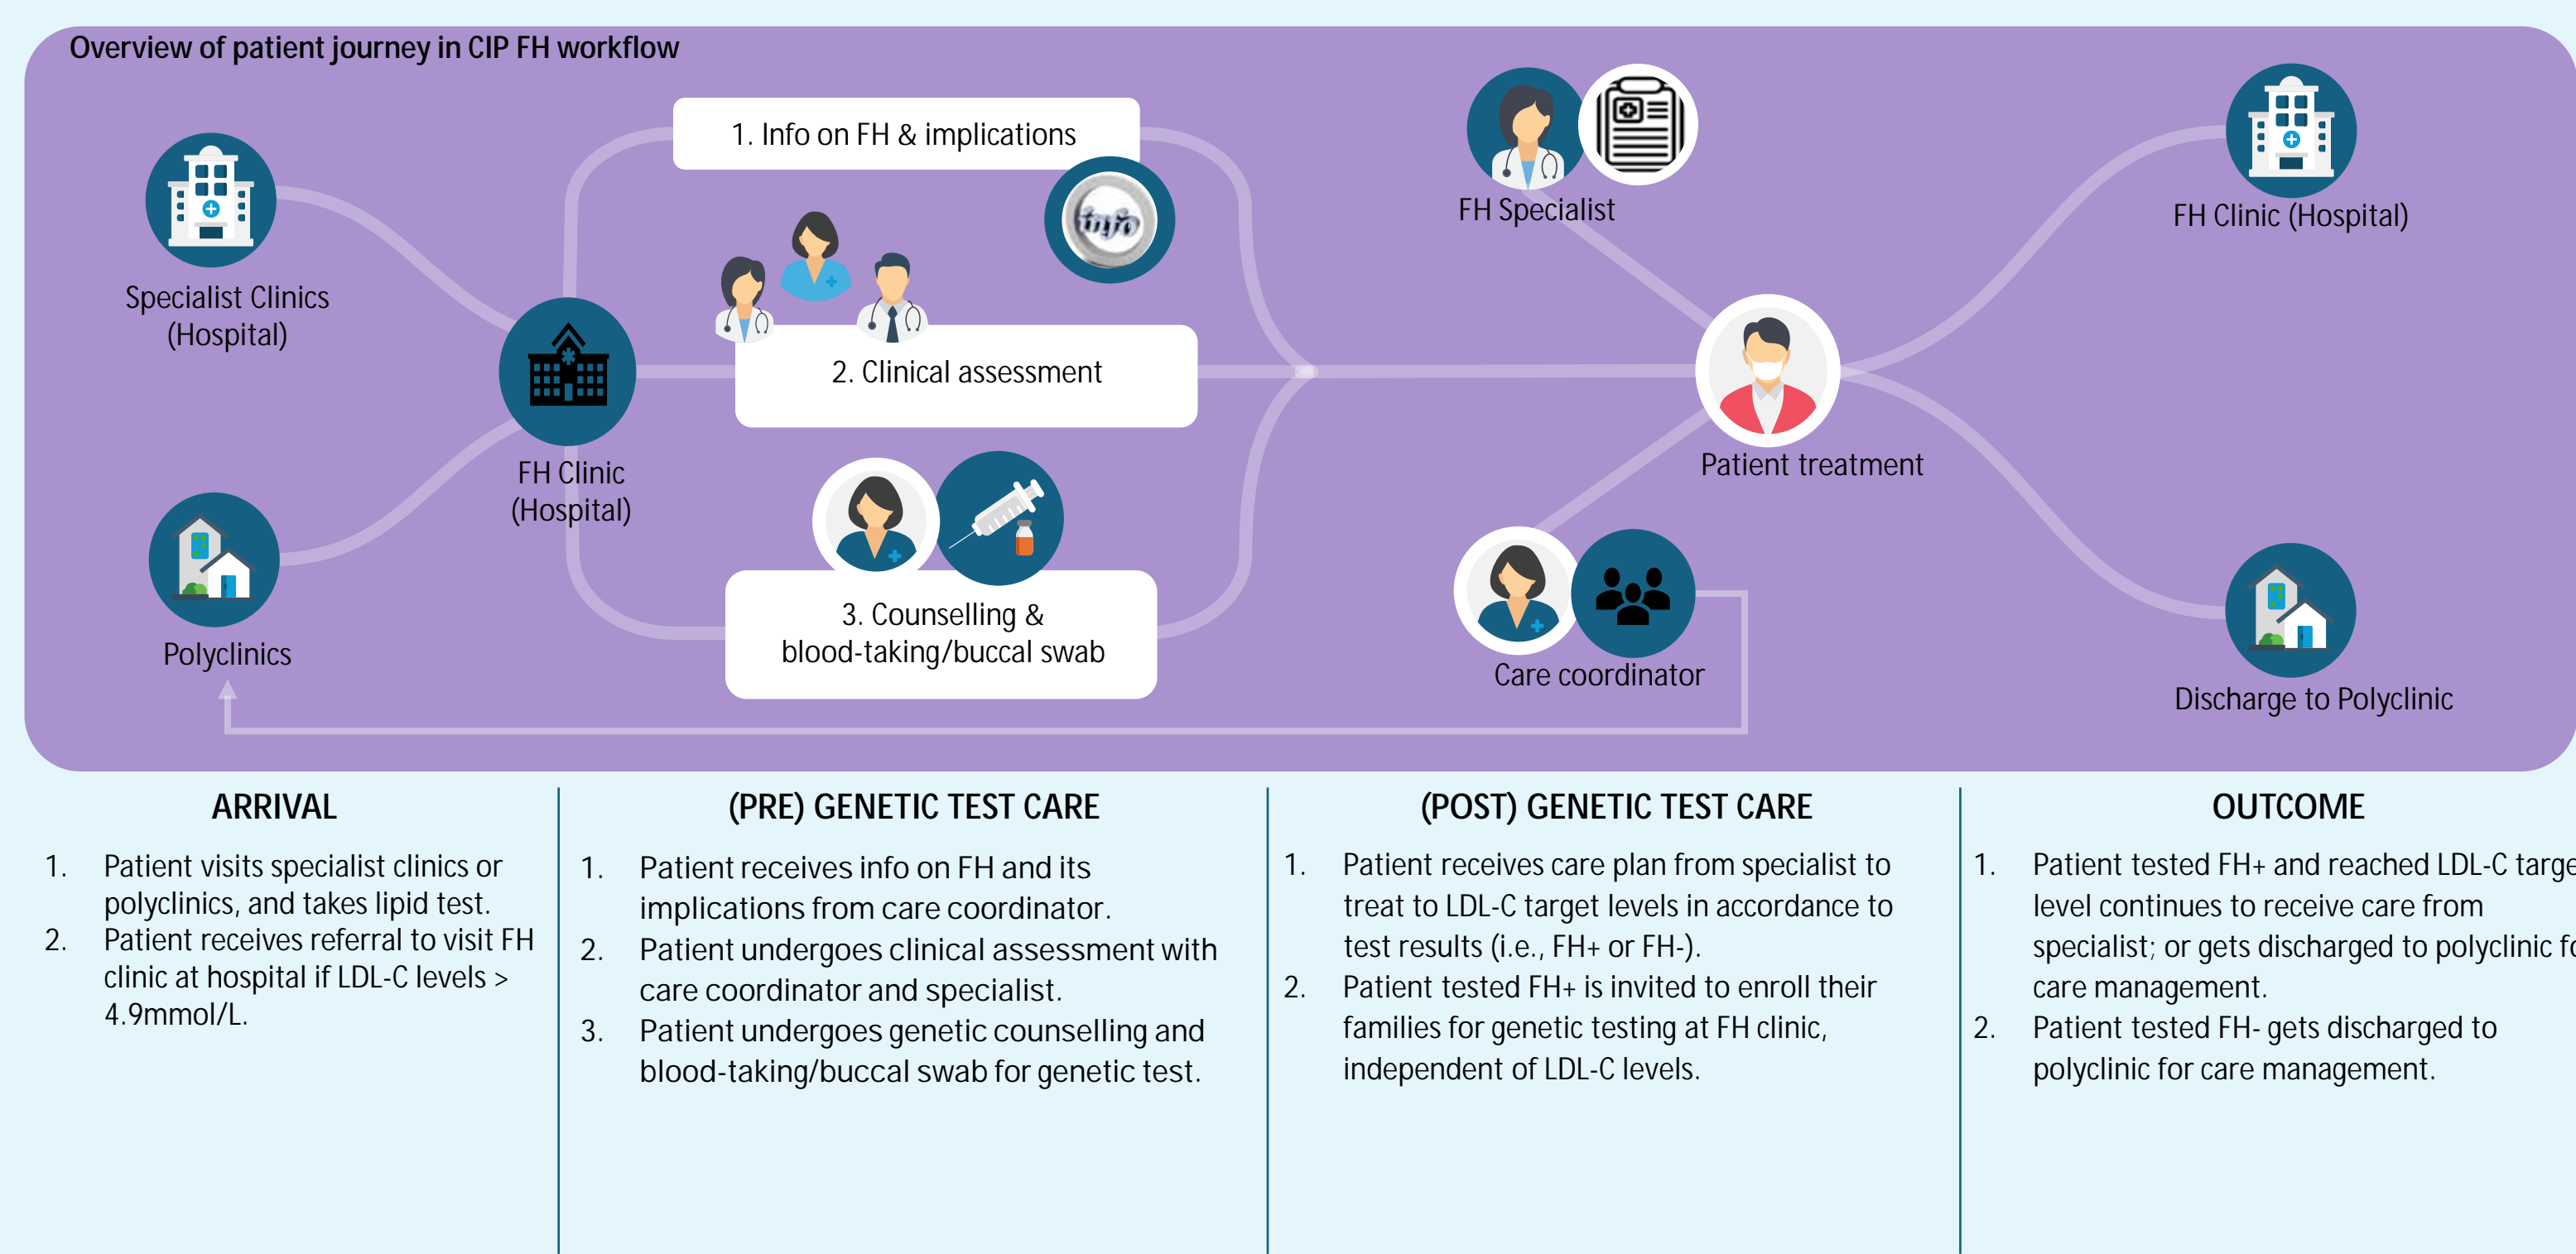 Overview of patient journey in CIP FH workflow
Specialist Clinics
(Hospital)
Polyclinics
FH Clinic
(Hospital)
1. Info on FH & implications
info
2. Clinical assessment
3. Counselling &
blood-taking/buccal swab
FH Specialist
Patient treatment
Care coordinator
FH Clinic (Hospital)
Discharge to Polyclinic
ARRIVAL
1. Patient visits specialist clinics or
polyclinics, and takes lipid test.
2. Patient receives referral to visit FH
clinic at hospital if LDL-C levels >
4.9mmol/L.
(PRE) GENETIC TEST CARE
1. Patient receives info on FH and its
implications from care coordinator.
2. Patient undergoes clinical assessment with
care coordinator and specialist.
3. Patient undergoes genetic counselling and
blood-taking/buccal swab for genetic test.
(POST) GENETIC TEST CARE
1. Patient receives care plan from specialist to
treat to LDL-C target levels in accordance to
test results (i.e., FH+ or FH-).
2. Patient tested FH+ is invited to enroll their
families for genetic testing at FH clinic,
independent of LDL-C levels.
OUTCOME
1. Patient tested FH+ and reached LDL-C
level continues to receive care from
specialist; or gets discharged to polyclinic
care management.
2. Patient tested FH- gets discharged to
polyclinic for care management.